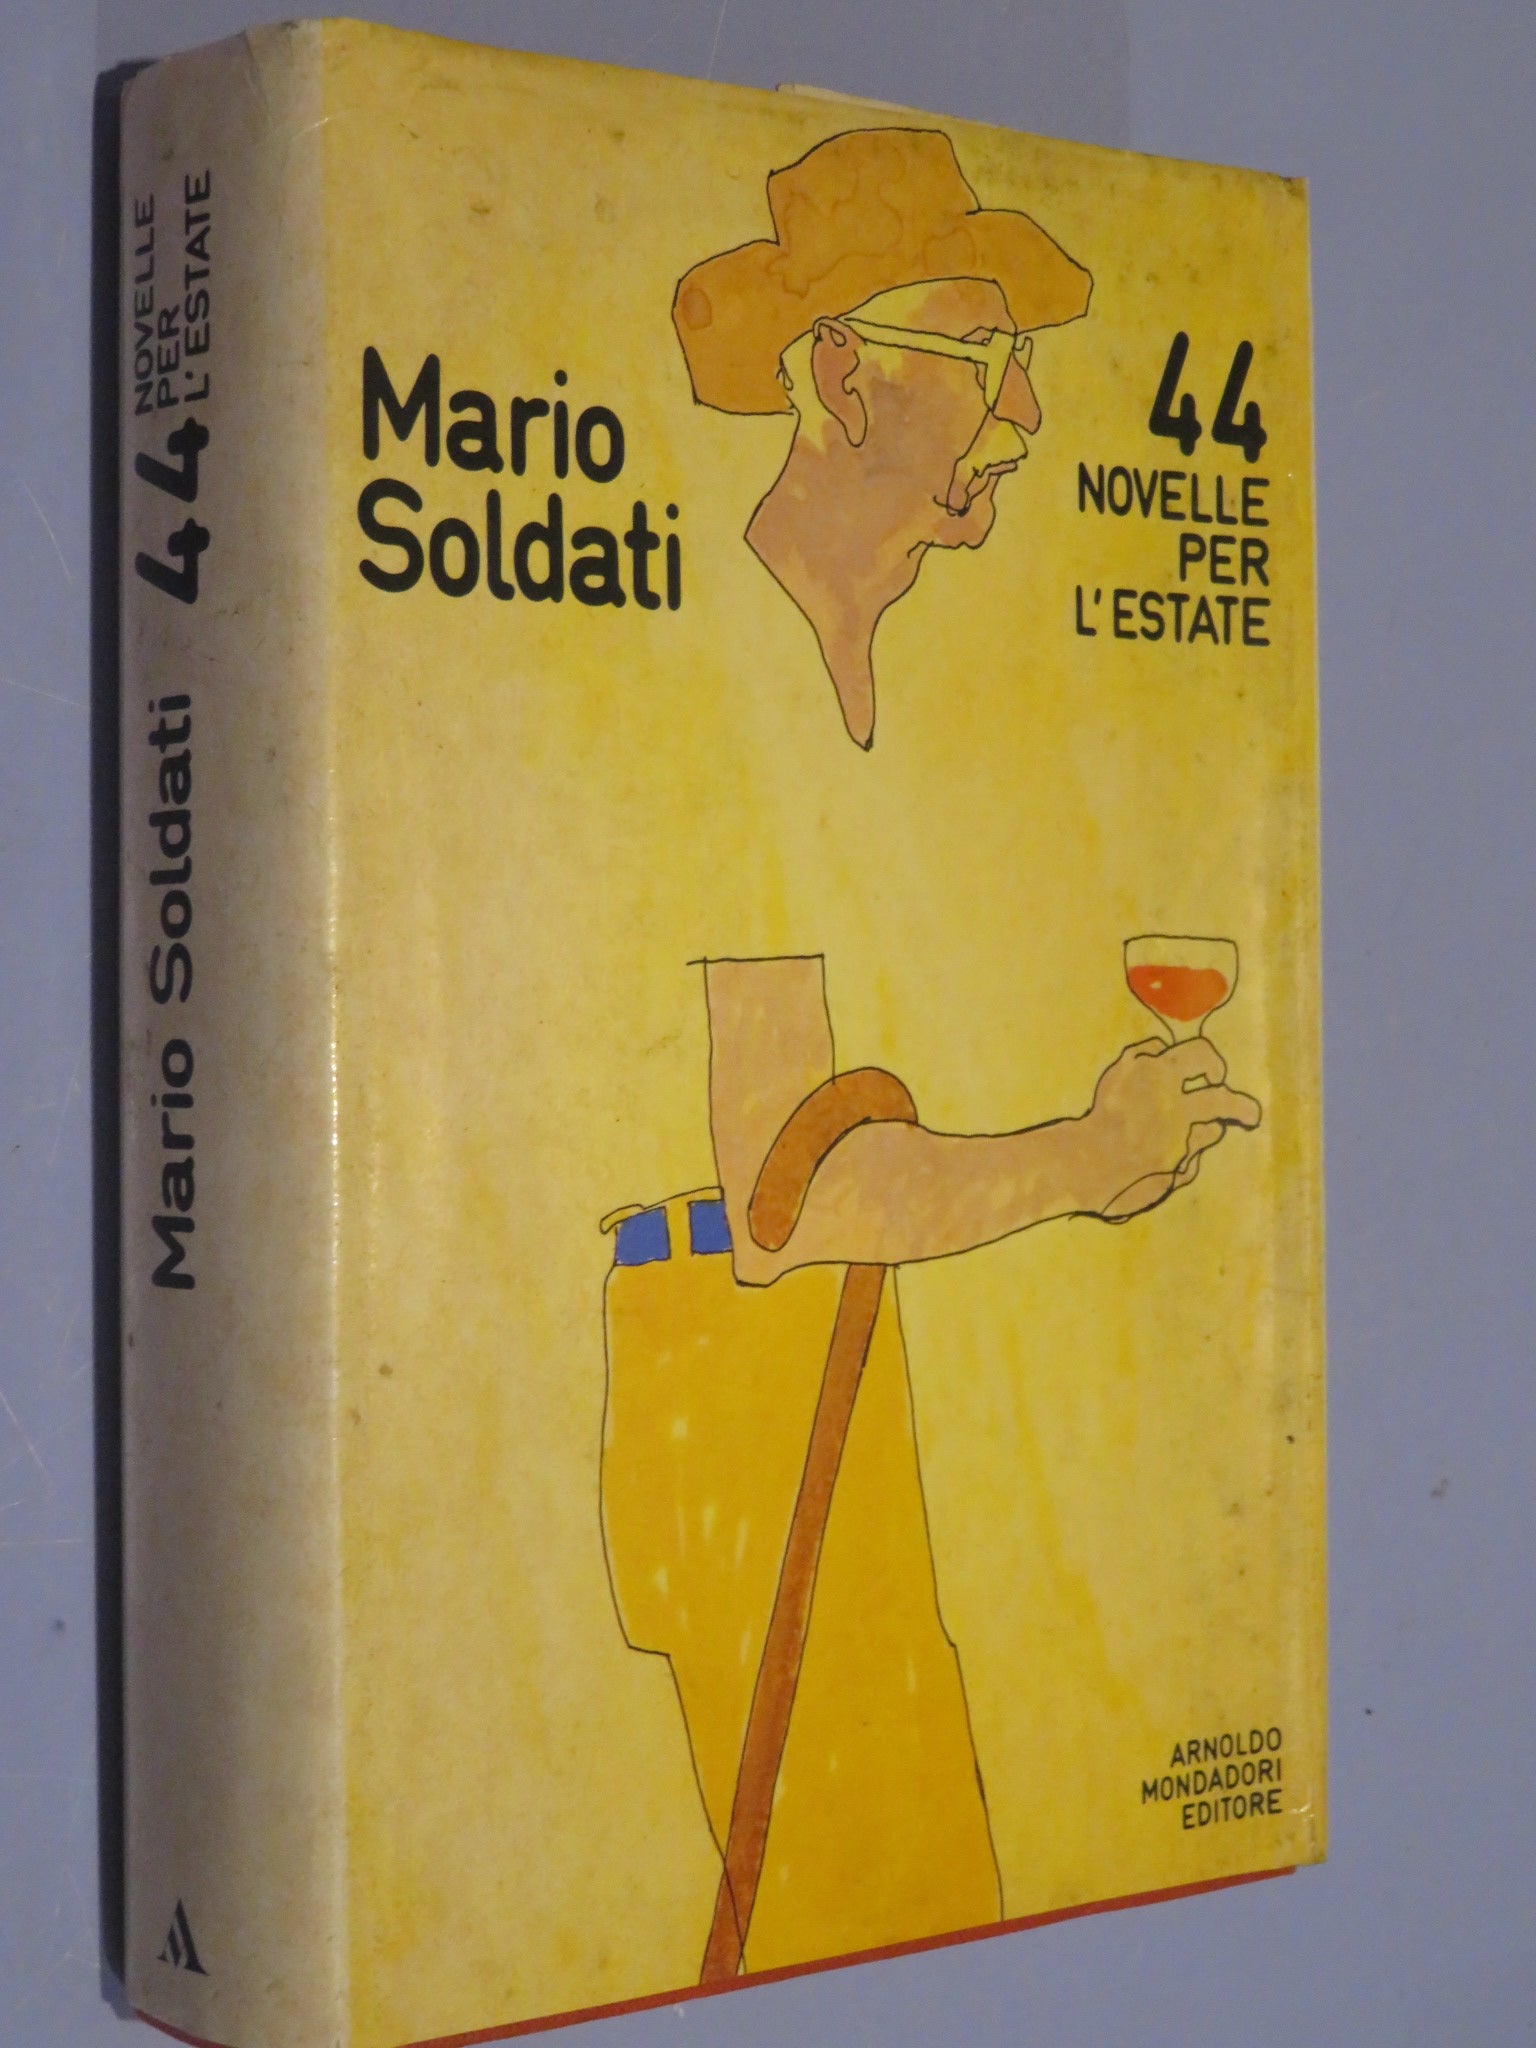 NOVELLE
PER
L'ESTATE
44
Mario Soldati
Mario
Soldati
44
NOVELLE
PER
L'ESTATE
ARNOLDO
MONDADORI
EDITORE